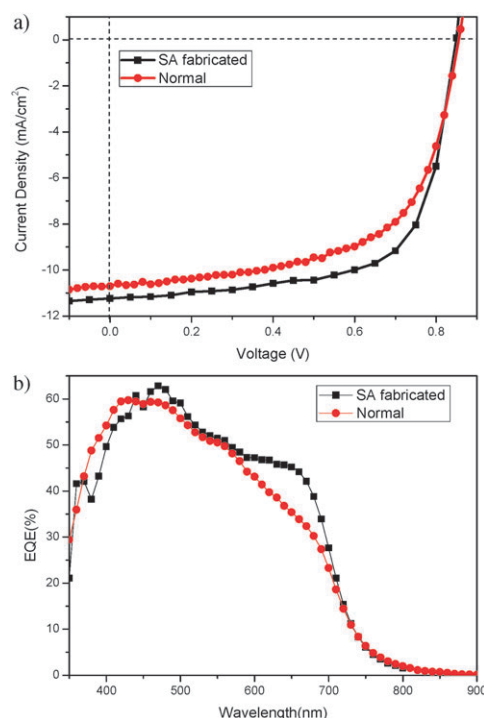 a)
0
-2
-4
-6
-8
-10
-12
Current Density (mA/cm²)
SA fabricated
Normal
0.0 0.2 0.4 0.6 0.8
Voltage (V)
b)
60
50
40
30
20
10
0
EQE(%)
SA fabricated
Normal
400 500 600 700 800 900
Wavelength(nm)